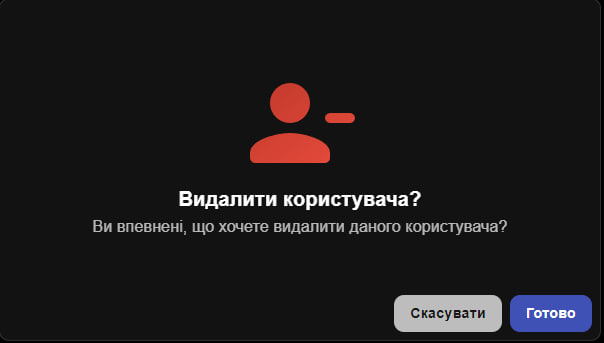 Видалити користувача?
Ви впевнені, що хочете видалити даного користувача?
Скасувати
Готово